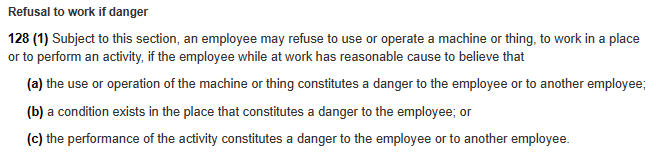 Refusal to work if danger
128 (1) Subject to this section, an employee may refuse to use or operate a machine or thing, to work in a place
or to perform an activity, if the employee while at work has reasonable cause to believe that
(a) the use or operation of the machine or thing constitutes a danger to the employee or to another employee;
(b) a condition exists in the place that constitutes a danger to the employee; or
(c) the performance of the activity constitutes a danger to the employee or to another employee.